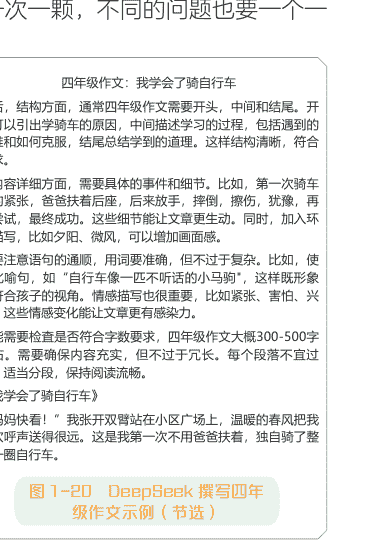 次一颗，不同的问题也要一个一
四年级作文：我学会了骑自行车
，结构方面，通常四年级作文需要开头，中间和结尾。开
以引出学骑车的原因，中间描述学习的过程，包括遇到的
和如何克服，结尾总结学到的道理。这样结构清晰，符合
。
容详细方面，需要具体的事件和细节。比如，第一次骑车
紧张，爸爸扶着后座，后来放手，摔倒，擦伤，犹豫，再
试，最终成功。这些细节能让文章更生动。同时，加入环
写，比如夕阳、微风，可以增加画面感。
注意语句的通顺，用词要准确，但不过于复杂。比如，使
喻句，如“自行车像一匹不听话的小马驹"，这样既形象
合孩子的视角。情感描写也很重要，比如紧张、害怕、兴
这些情感变化能让文章更有感染力。
需要检查是否符合字数要求，四年级作文大概300-500字
。需要确保内容充实，但不过于冗长。每个段落不宜过
适当分段，保持阅读流畅。
学会了骑自行车》
妈快看！”我张开双臂站在小区广场上，温暖的春风把我
呼声送得很远。这是我第一次不用爸爸扶着，独自骑了整
圈自行车。
图 1-20 DeepSeek 撰写四年
级作文示例（节选）